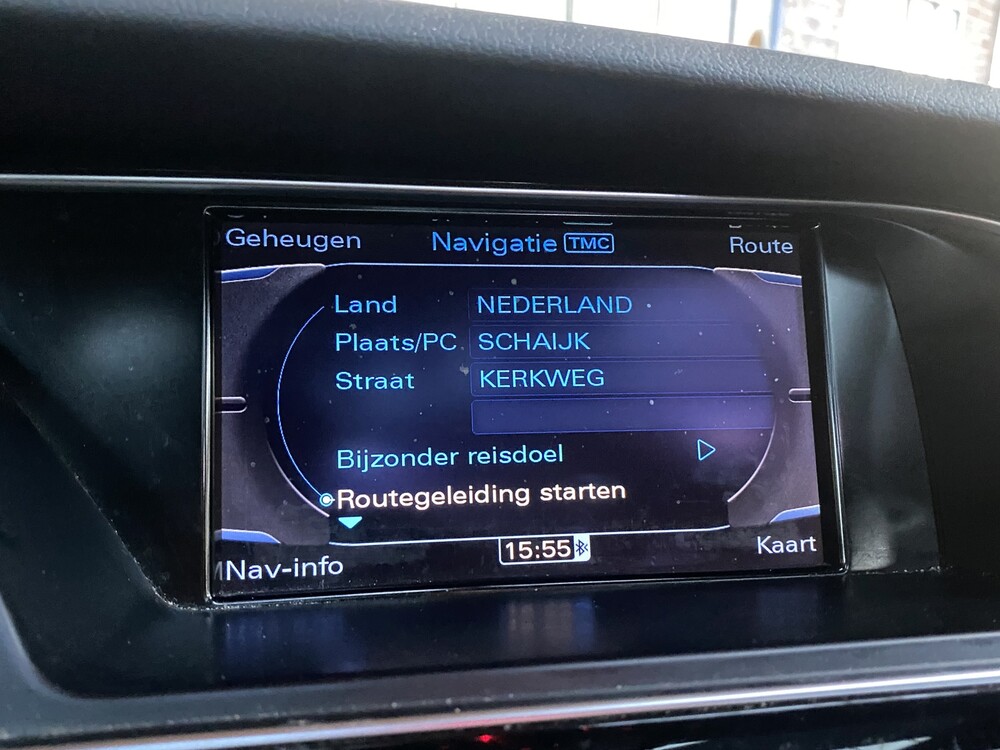 Geheugen Navigatie TMC Route
Land NEDERLAND
Plaats/PC SCHAIJK
Straat KERKWEG
Bijzonder reisdoel
Routegeleiding starten
Nav-info 15:55 Kaart